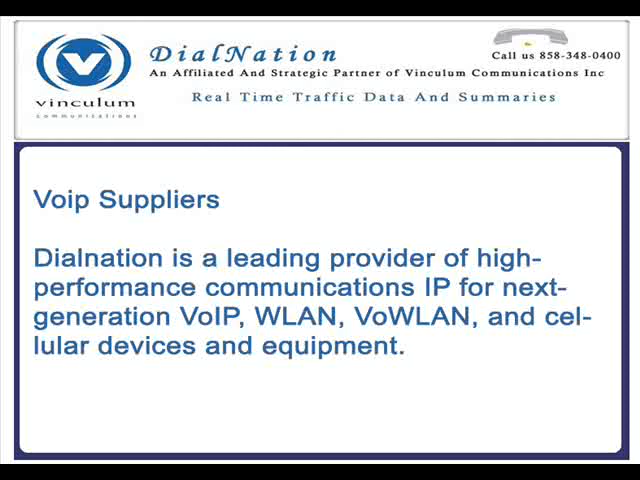 DialNation
Call us 858-348-0400
An Affiliated And Strategic Partner of Vinculum Communications Inc
vinculum
communications
Real Time Traffic Data And Summaries
Voip Suppliers
Dialnation is a leading provider of high-
performance communications IP for next-
generation VoIP, WLAN, VoWLAN, and cel-
lular devices and equipment.